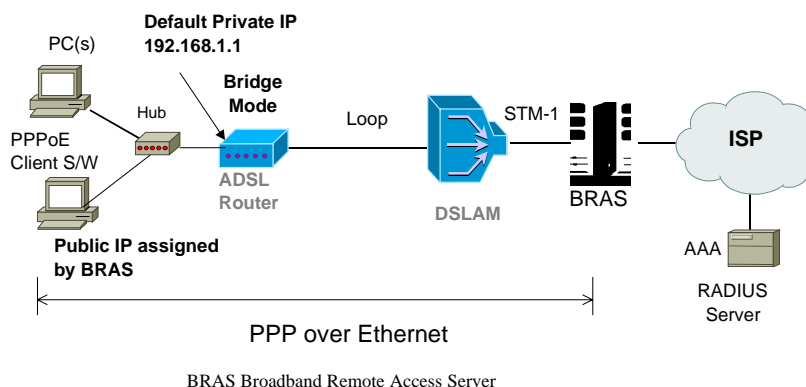 Default Private IP
192.168.1.1
PC(s)
Bridge
Mode
Hub
Loop
STM-1
PPPoE
Client S/W
ISP
ADSL
Router
DSLAM
BRAS
Public IP assigned
by BRAS
AAA
RADIUS
Server
PPP over Ethernet
BRAS Broadband Remote Access Server